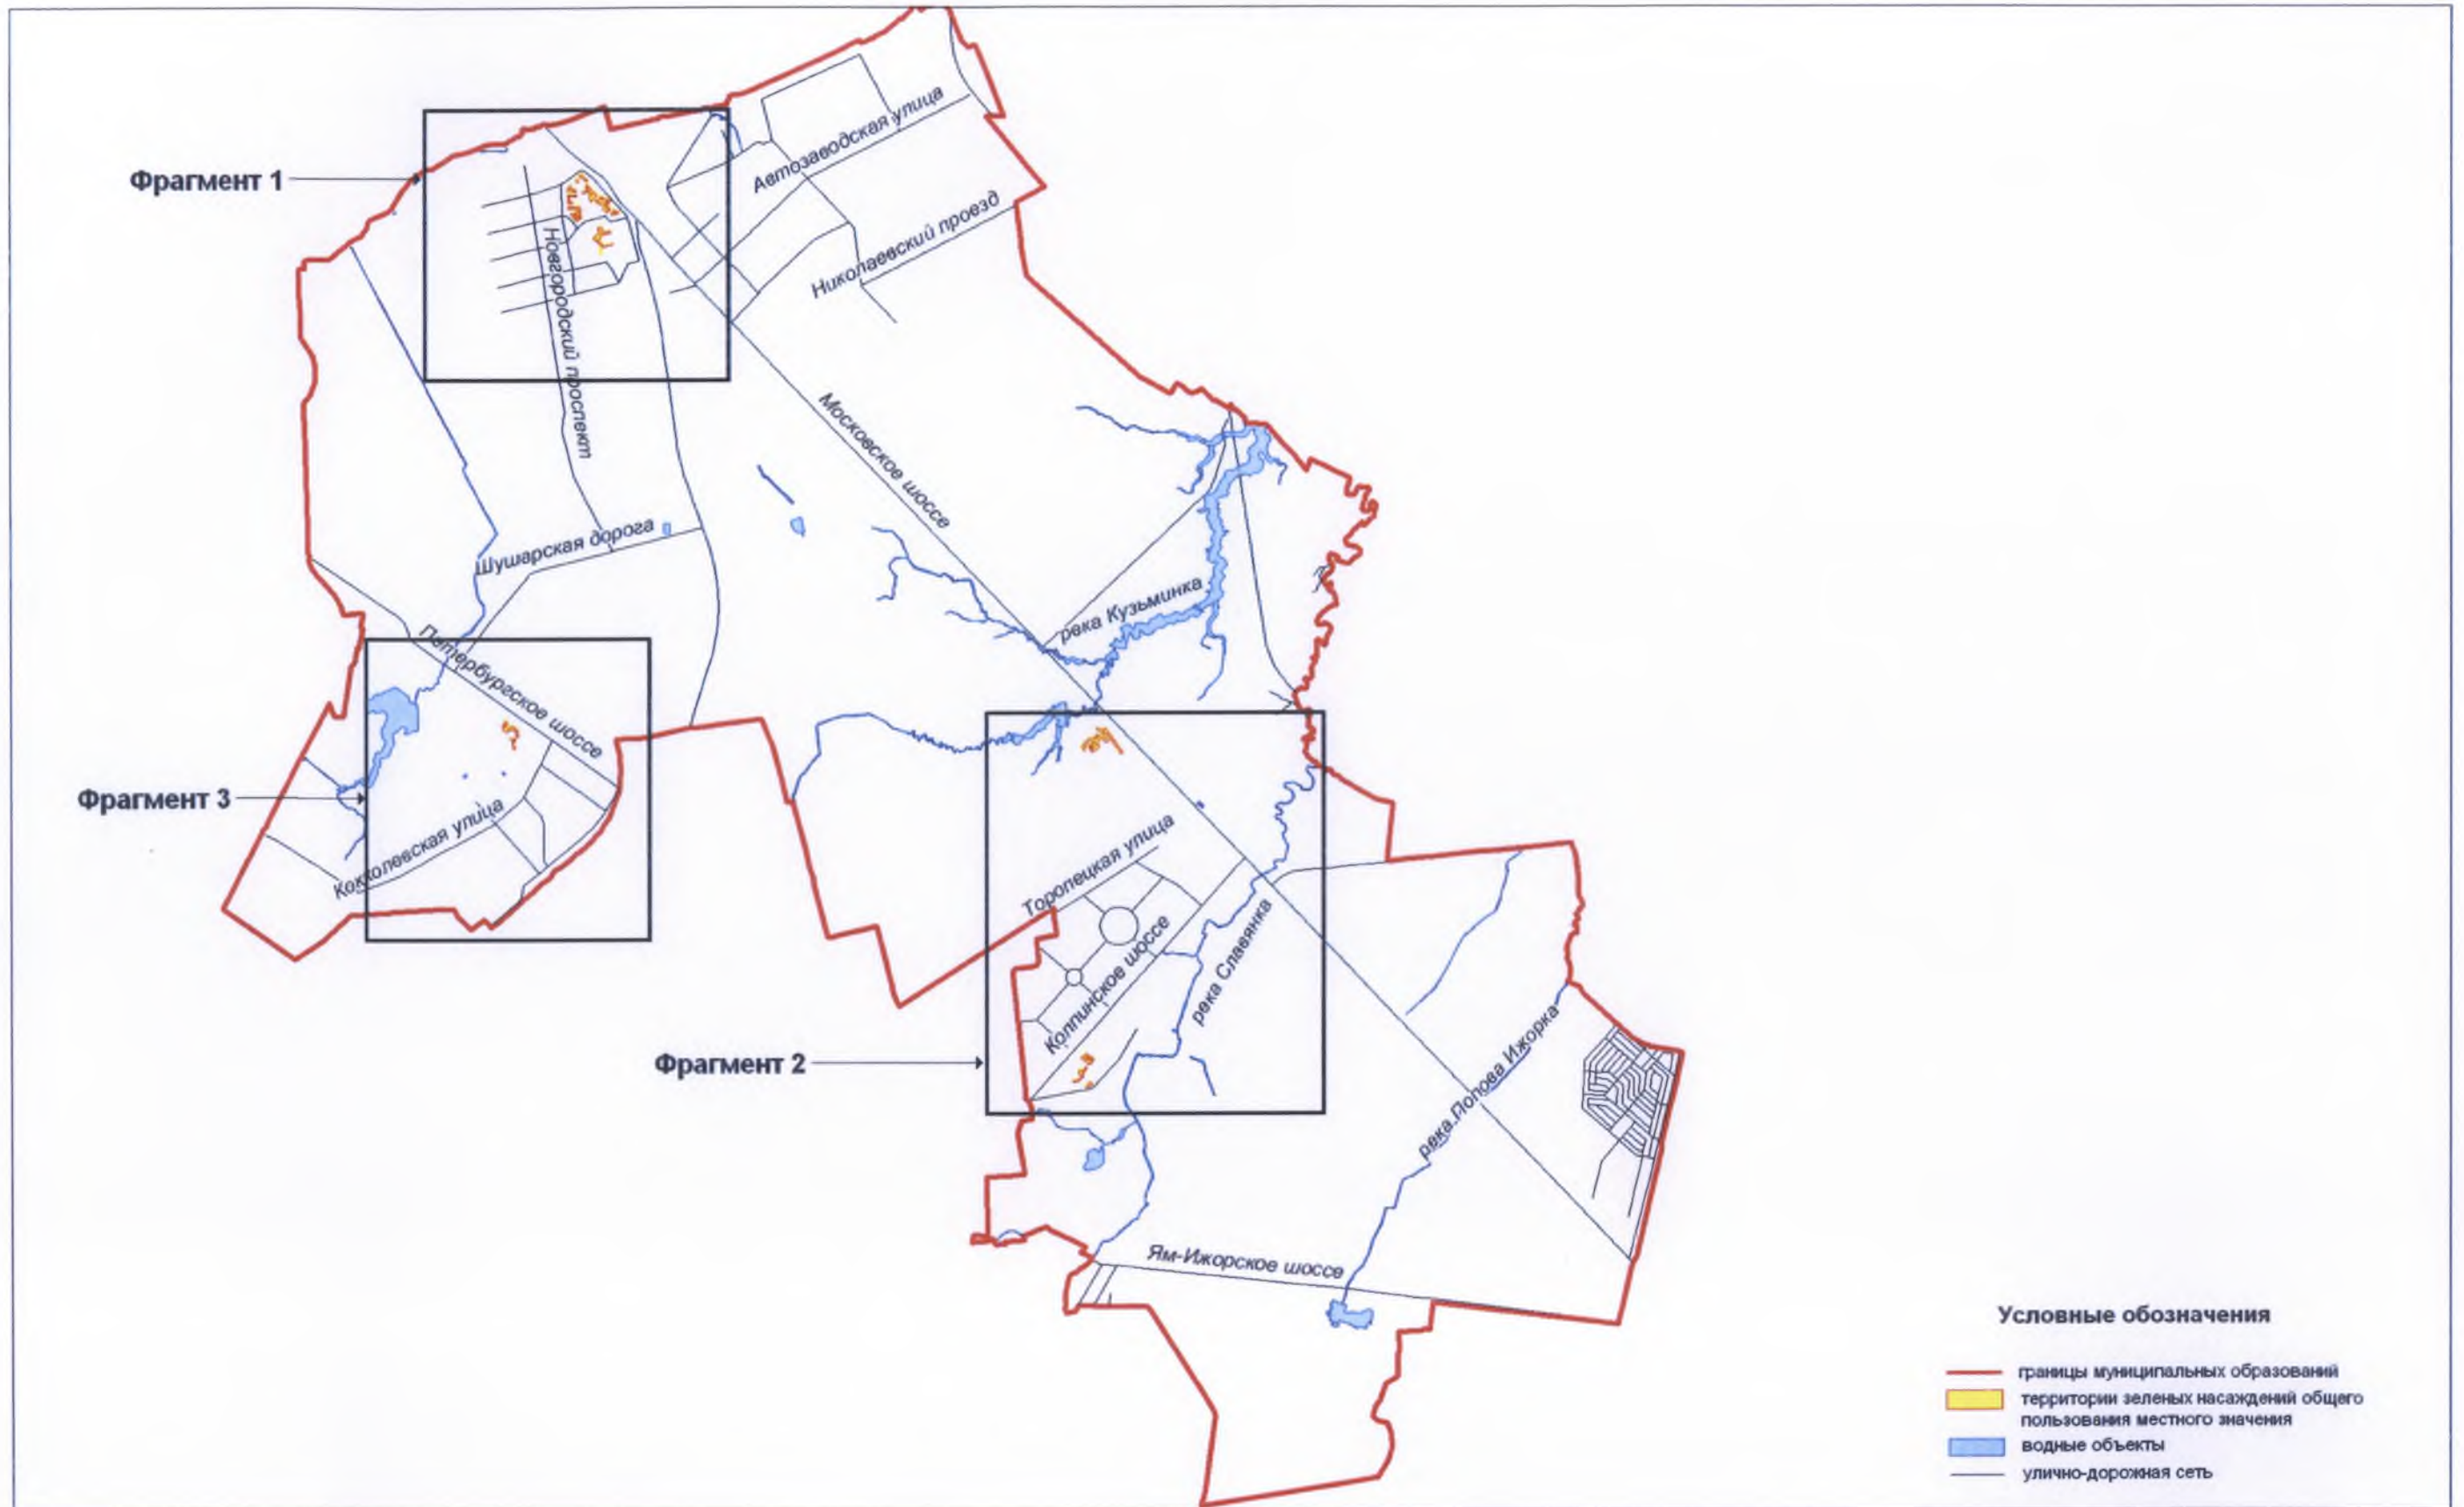 Фрагмент 1
Автозаводская улица
Николаевский проезд
Новгородский проспект
Московское шоссе
Шушарская дорога
река Кузьминка
Петербургское шоссе
Фрагмент 3
Кокколевская улица
Торопецкая улица
Колпинское шоссе
река Славянка
Фрагмент 2
река Попова Ижорка
Ям-Ижорское шоссе
Условные обозначения
границы муниципальных образований
территории зеленых насаждений общего
пользования местного значения
водные объекты
улично-дорожная сеть